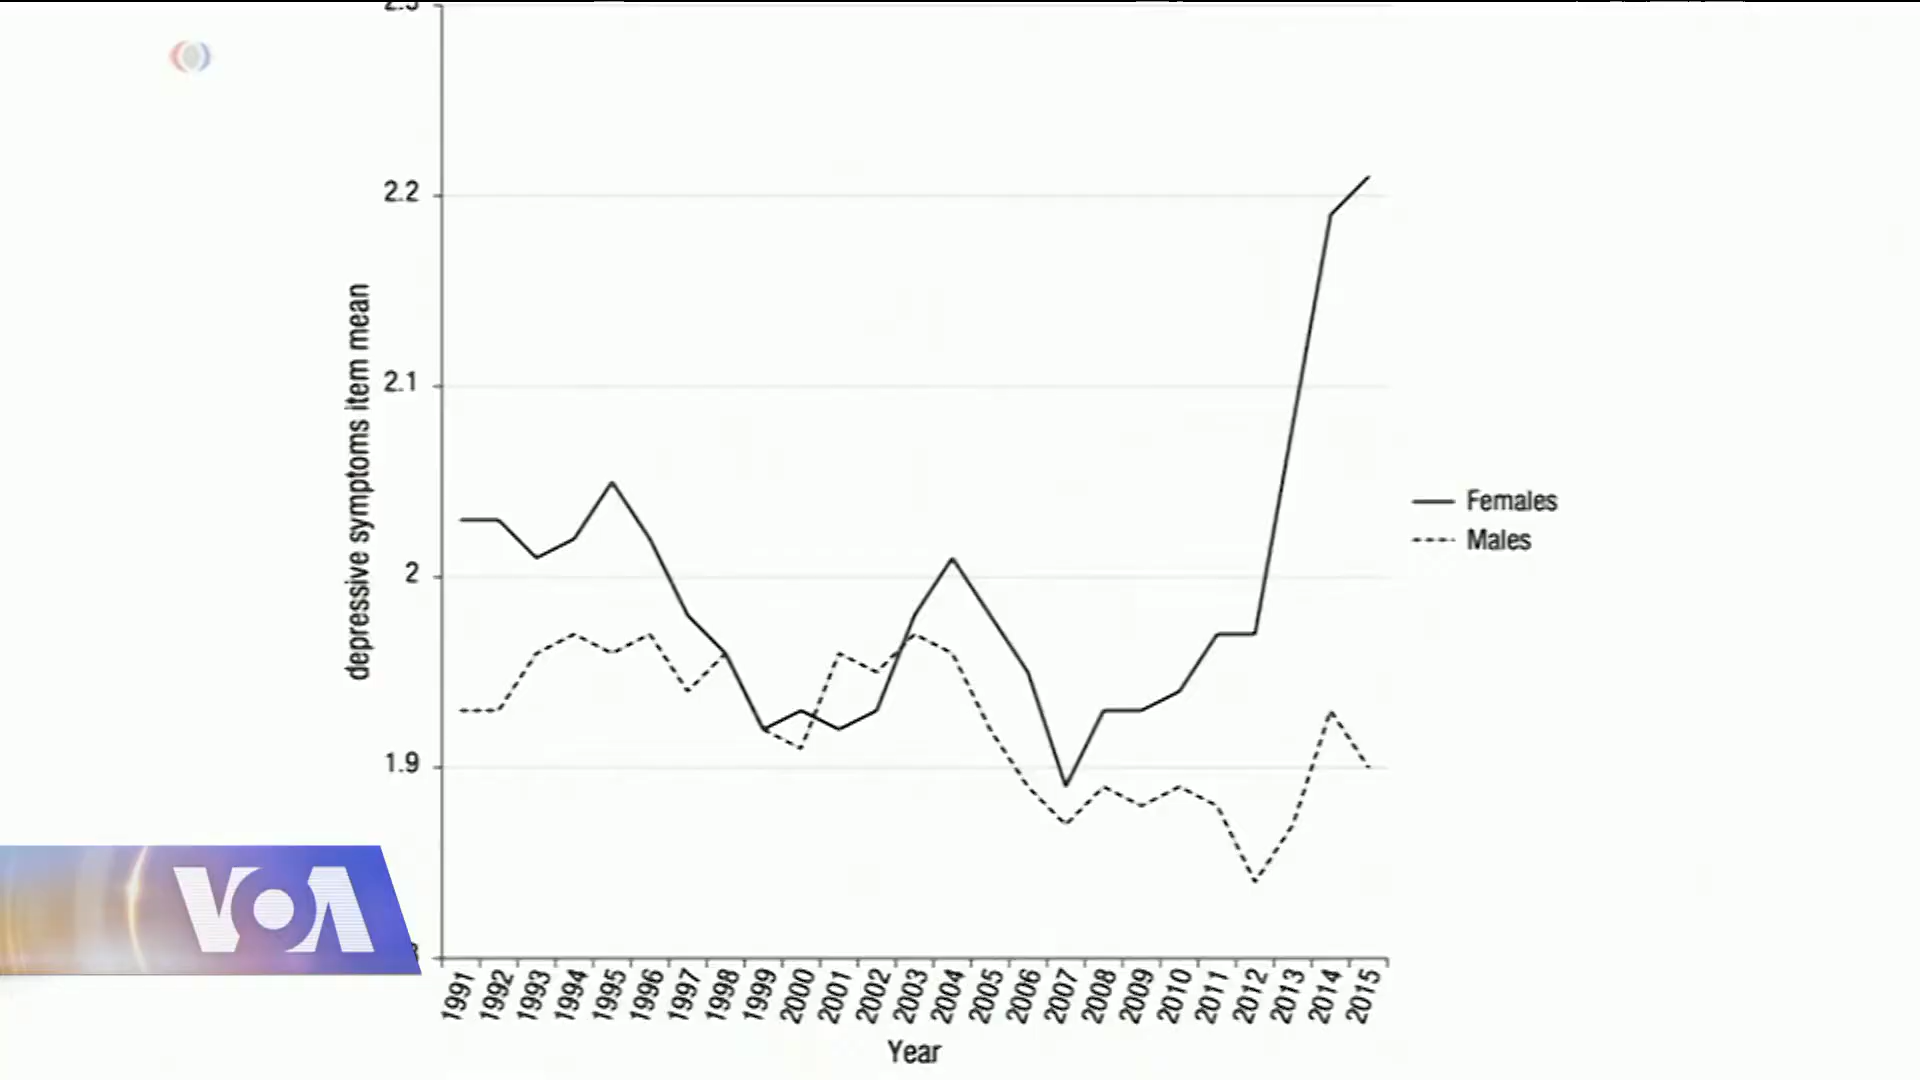 2.2
2.1
2
1.9
depressive symptoms item mean
Females
Males
1991 1992 1993 1994 1995 1996 1997 1998 1999 2000 2001 2002 2003 2004 2005 2006 2007 2008 2009 2010 2011 2012 2013 2014 2015
Year
VOA